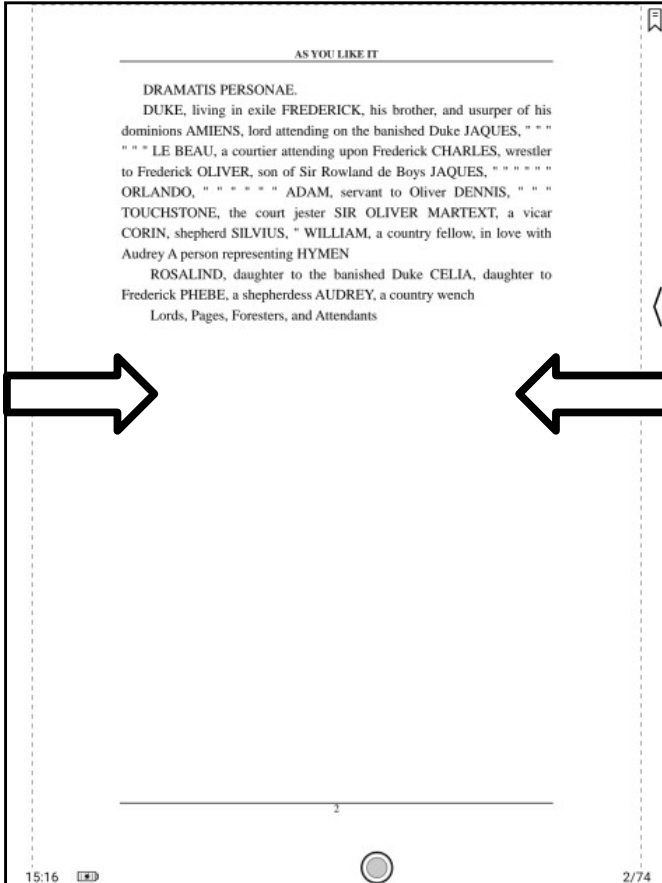 AS YOU LIKE IT
DRAMATIS PERSONAE.
DUKE, living in exile FREDERICK, his brother, and usurper of his
dominions AMIENS, lord attending on the banished Duke JAQUES, " " "
" " " LE BEAU, a courtier attending upon Frederick CHARLES, wrestler
to Frederick OLIVER, son of Sir Rowland de Boys JAQUES, " " " " " "
ORLANDO, " " " " " " ADAM, servant to Oliver DENNIS, " " "
TOUCHSTONE, the court jester SIR OLIVER MARTEXT, a vicar
CORIN, shepherd SILVIUS, " WILLIAM, a country fellow, in love with
Audrey A person representing HYMEN
ROSALIND, daughter to the banished Duke CELIA, daughter to
Frederick PHEBE, a shepherdess AUDREY, a country wench
Lords, Pages, Foresters, and Attendants
2
15:16 2/74